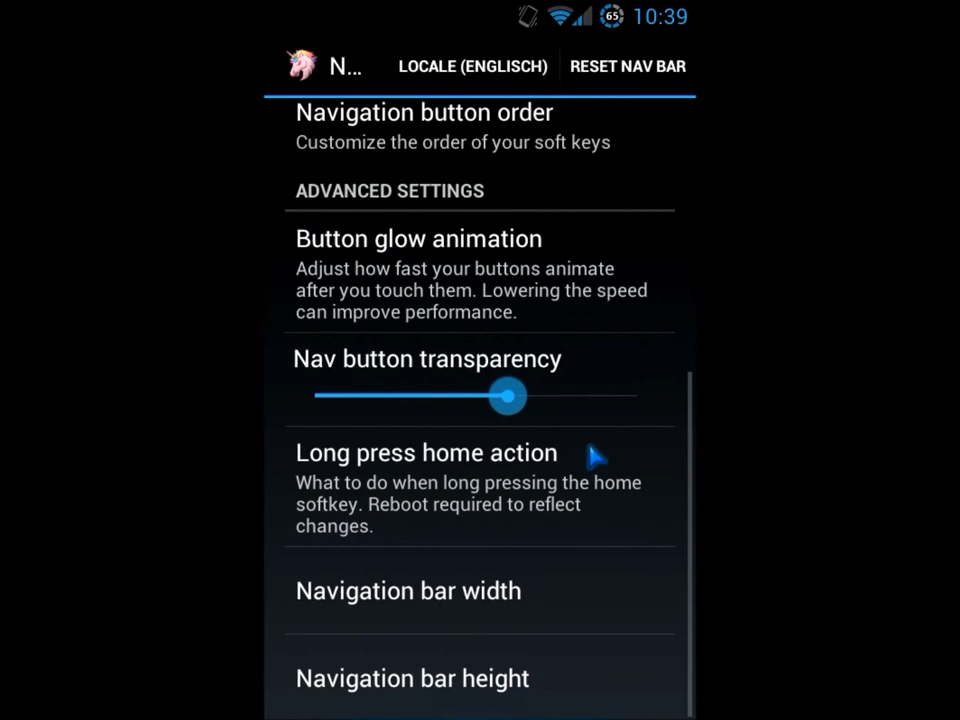 65 10:39
N... LOCALE (ENGLISCH) RESET NAV BAR
Navigation button order
Customize the order of your soft keys
ADVANCED SETTINGS
Button glow animation
Adjust how fast your buttons animate
after you touch them. Lowering the speed
can improve performance.
Nav button transparency
Long press home action
What to do when long pressing the home
softkey. Reboot required to reflect
changes.
Navigation bar width
Navigation bar height